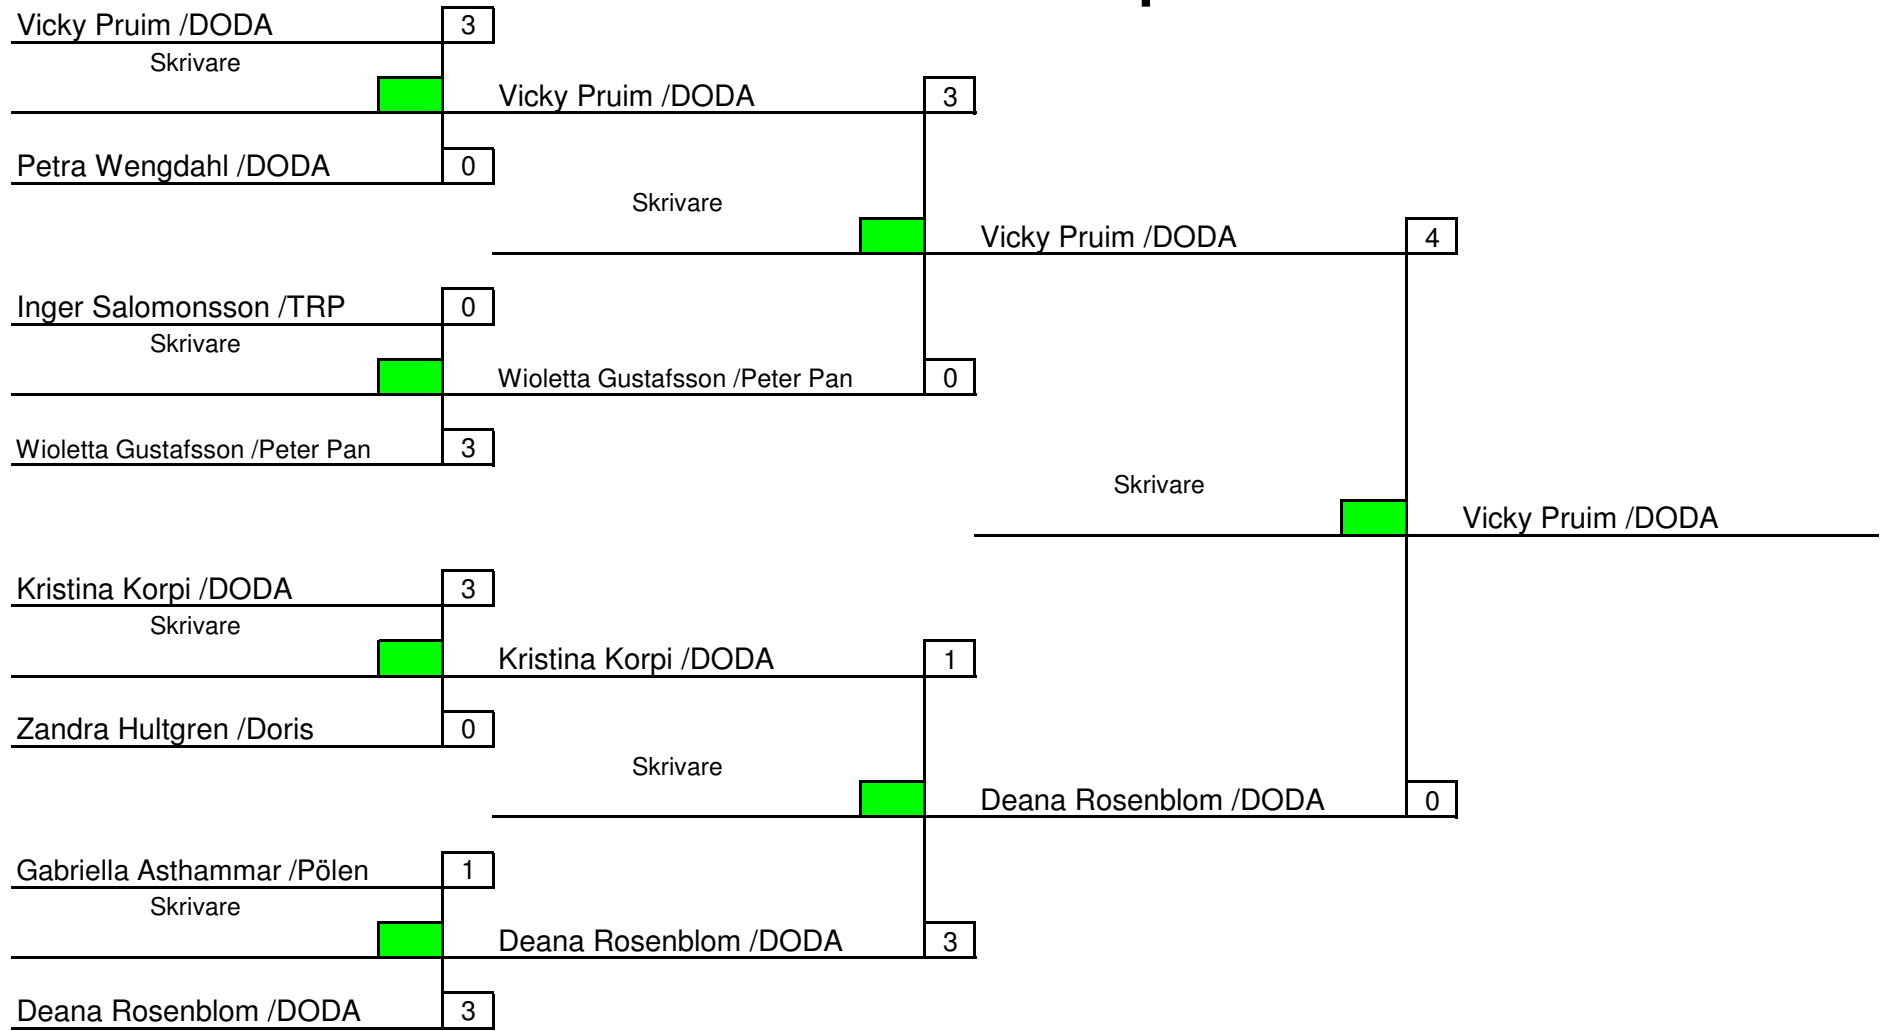 Vicky Pruim /DODA 3
Skrivare
Vicky Pruim /DODA 3
Petra Wengdahl /DODA 0
Skrivare
Vicky Pruim /DODA 4
Inger Salomonsson /TRP 0
Skrivare
Wioletta Gustafsson /Peter Pan 0
Wioletta Gustafsson /Peter Pan 3
Skrivare
Vicky Pruim /DODA
Kristina Korpi /DODA 3
Skrivare
Kristina Korpi /DODA 1
Zandra Hultgren /Doris 0
Skrivare
Deana Rosenblom /DODA 0
Gabriella Asthammar /Pölen 1
Skrivare
Deana Rosenblom /DODA 3
Deana Rosenblom /DODA 3